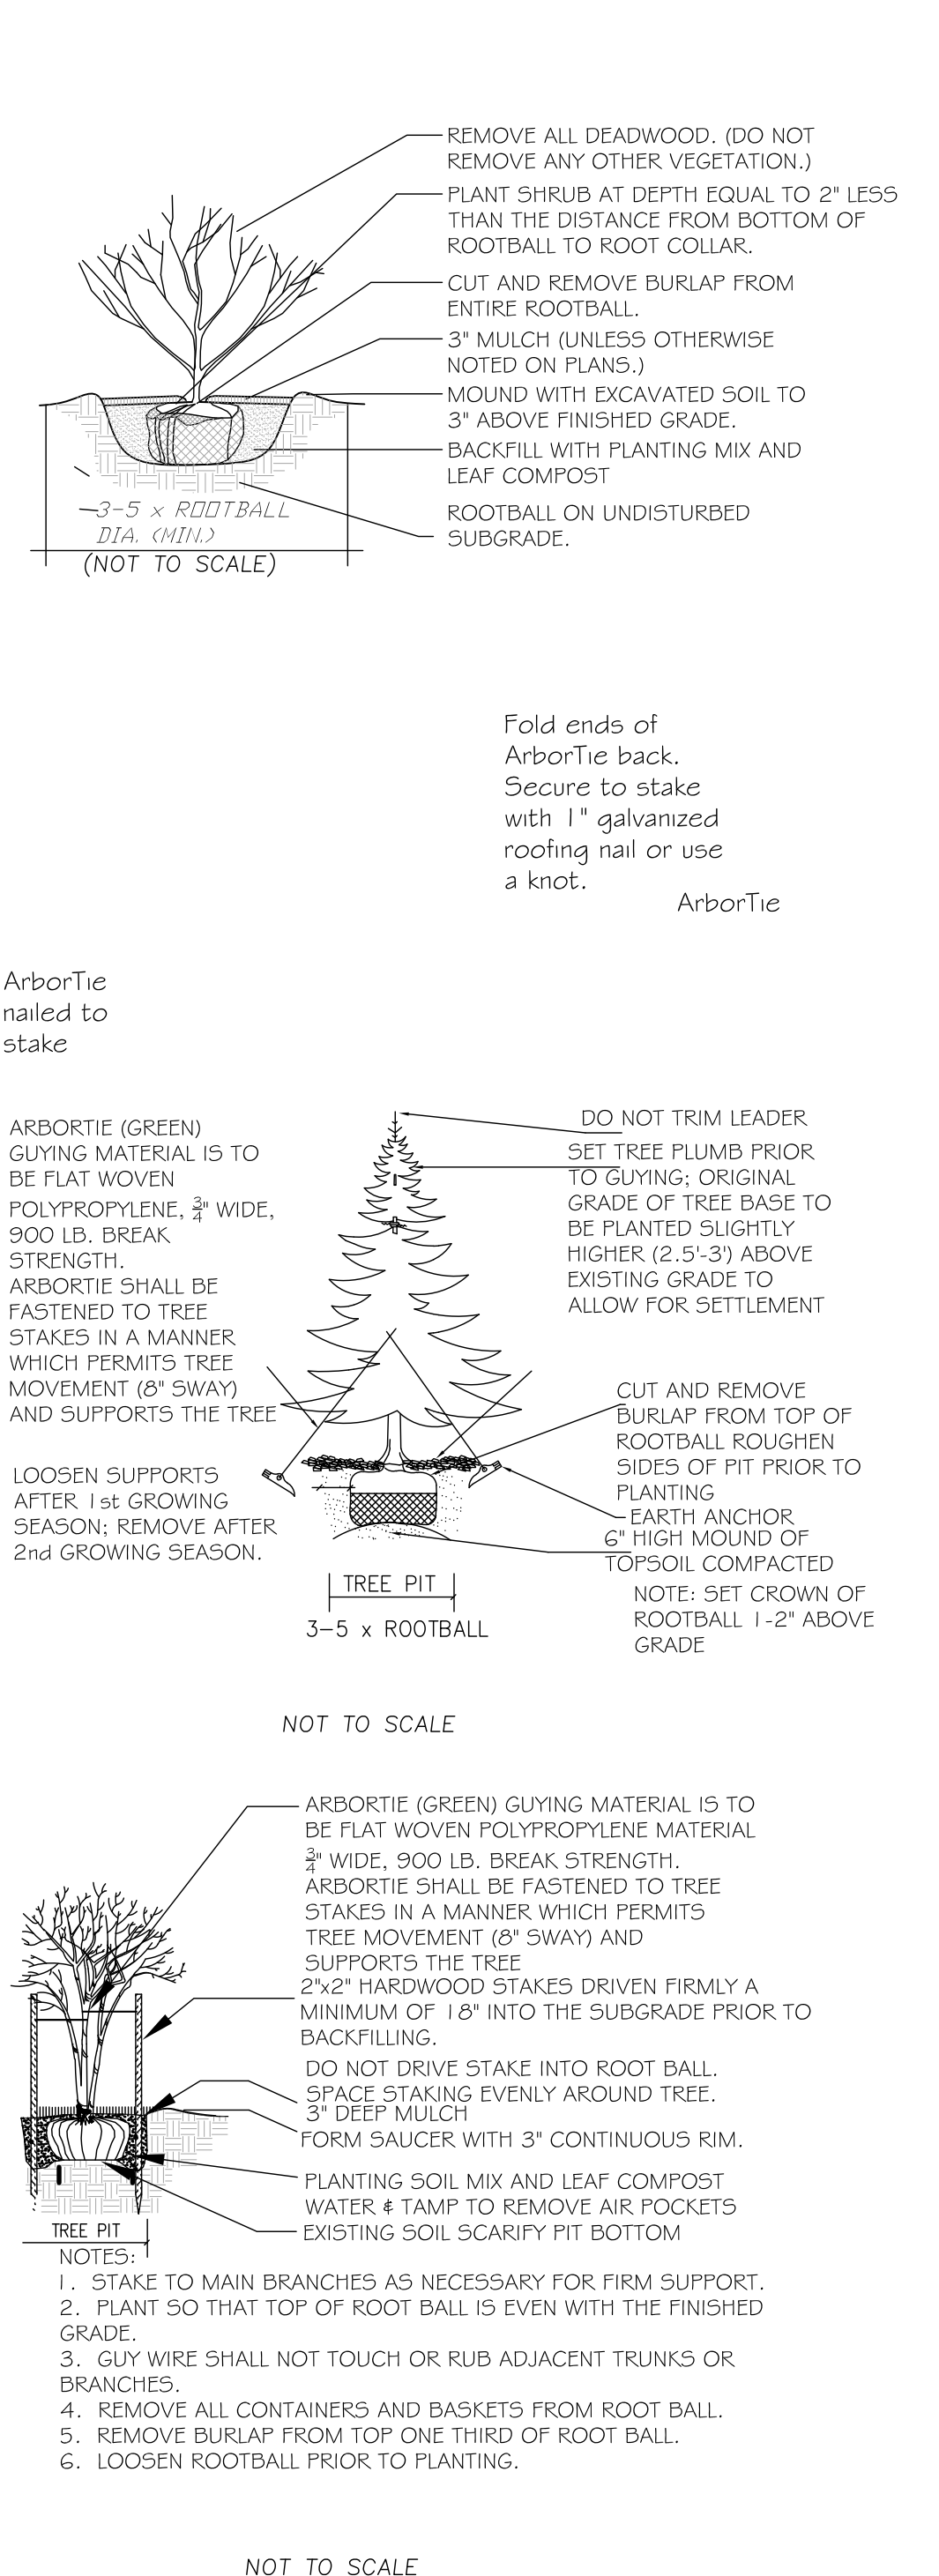 REMOVE ALL DEADWOOD. (DO NOT
REMOVE ANY OTHER VEGETATION.)
PLANT SHRUB AT DEPTH EQUAL TO 2" LESS
THAN THE DISTANCE FROM BOTTOM OF
ROOTBALL TO ROOT COLLAR.
CUT AND REMOVE BURLAP FROM
ENTIRE ROOTBALL.
3" MULCH (UNLESS OTHERWISE
NOTED ON PLANS.)
MOUND WITH EXCAVATED SOIL TO
3" ABOVE FINISHED GRADE.
BACKFILL WITH PLANTING MIX AND
LEAF COMPOST
ROOTBALL ON UNDISTURBED
SUBGRADE.
3-5 x ROOTBALL
DIA. (MIN.)
(NOT TO SCALE)
Fold ends of
ArborTie back.
Secure to stake
with 1" galvanized
roofing nail or use
a knot.
ArborTie
ArborTie
nailed to
stake
ARBORTIE (GREEN)
GUYING MATERIAL IS TO
BE FLAT WOVEN
POLYPROPYLENE, 3/4" WIDE,
900 LB. BREAK
STRENGTH.
ARBORTIE SHALL BE
FASTENED TO TREE
STAKES IN A MANNER
WHICH PERMITS TREE
MOVEMENT (8" SWAY)
AND SUPPORTS THE TREE
LOOSEN SUPPORTS
AFTER 1st GROWING
SEASON; REMOVE AFTER
2nd GROWING SEASON.
DO NOT TRIM LEADER
SET TREE PLUMB PRIOR
TO GUYING; ORIGINAL
GRADE OF TREE BASE TO
BE PLANTED SLIGHTLY
HIGHER (2.5'-3') ABOVE
EXISTING GRADE TO
ALLOW FOR SETTLEMENT
CUT AND REMOVE
BURLAP FROM TOP OF
ROOTBALL ROUGHEN
SIDES OF PIT PRIOR TO
PLANTING
EARTH ANCHOR
6" HIGH MOUND OF
TOPSOIL COMPACTED
NOTE: SET CROWN OF
ROOTBALL 1-2" ABOVE
GRADE
TREE PIT
3-5 x ROOTBALL
NOT TO SCALE
ARBORTIE (GREEN) GUYING MATERIAL IS TO
BE FLAT WOVEN POLYPROPYLENE MATERIAL
3/4" WIDE, 900 LB. BREAK STRENGTH.
ARBORTIE SHALL BE FASTENED TO TREE
STAKES IN A MANNER WHICH PERMITS
TREE MOVEMENT (8" SWAY) AND
SUPPORTS THE TREE
2"x2" HARDWOOD STAKES DRIVEN FIRMLY A
MINIMUM OF 18" INTO THE SUBGRADE PRIOR TO
BACKFILLING.
DO NOT DRIVE STAKE INTO ROOT BALL.
SPACE STAKING EVENLY AROUND TREE.
3" DEEP MULCH
FORM SAUCER WITH 3" CONTINUOUS RIM.
PLANTING SOIL MIX AND LEAF COMPOST
WATER & TAMP TO REMOVE AIR POCKETS
EXISTING SOIL SCARIFY PIT BOTTOM
TREE PIT
NOTES:
1. STAKE TO MAIN BRANCHES AS NECESSARY FOR FIRM SUPPORT.
2. PLANT SO THAT TOP OF ROOT BALL IS EVEN WITH THE FINISHED
GRADE.
3. GUY WIRE SHALL NOT TOUCH OR RUB ADJACENT TRUNKS OR
BRANCHES.
4. REMOVE ALL CONTAINERS AND BASKETS FROM ROOT BALL.
5. REMOVE BURLAP FROM TOP ONE THIRD OF ROOT BALL.
6. LOOSEN ROOTBALL PRIOR TO PLANTING.
NOT TO SCALE